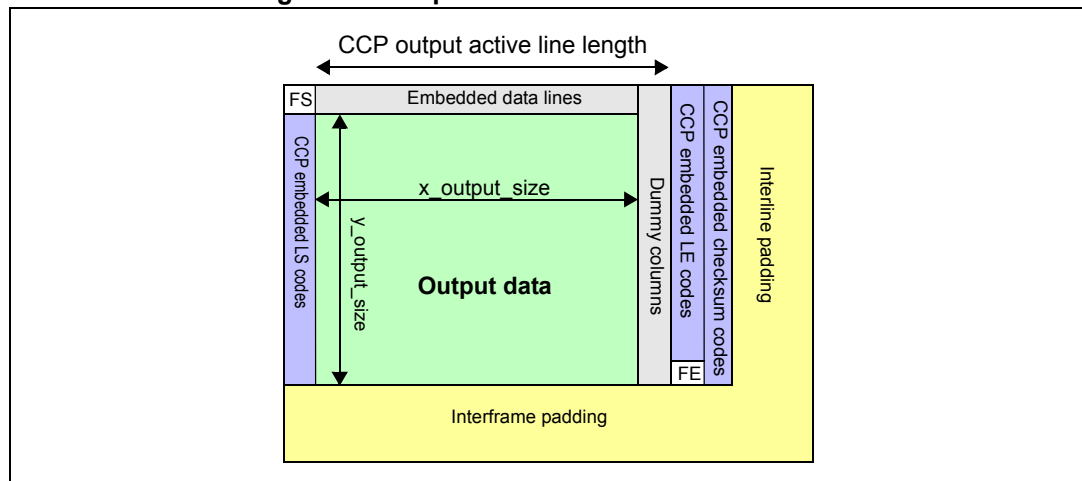 CCP output active line length
FS
Embedded data lines
CCP embedded LS codes
x_output_size
y_output_size
Output data
Dummy columns
CCP embedded LE codes
FE
CCP embedded checksum codes
Interline padding
Interframe padding